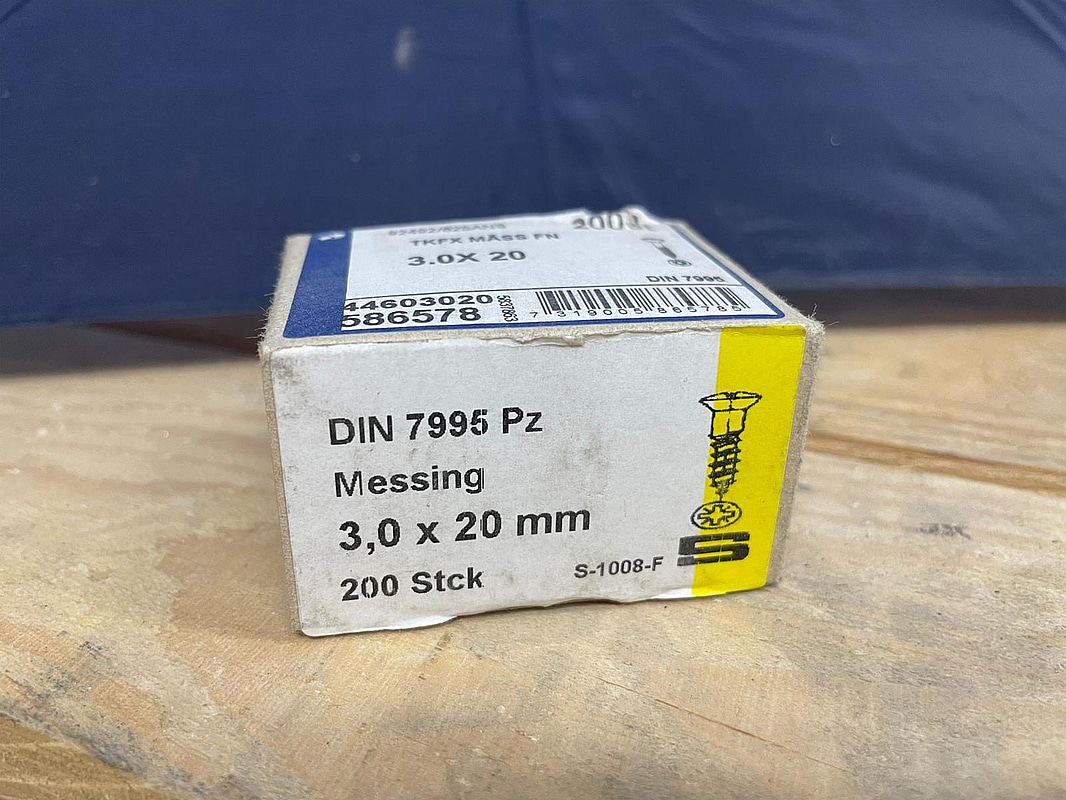 200
TKFX MÄSS FN
3.0X 20
DIN 7995
44603020
586578
7 319005 865785
DIN 7995 Pz
Messing
3,0 x 20 mm
200 Stck
S-1008-F